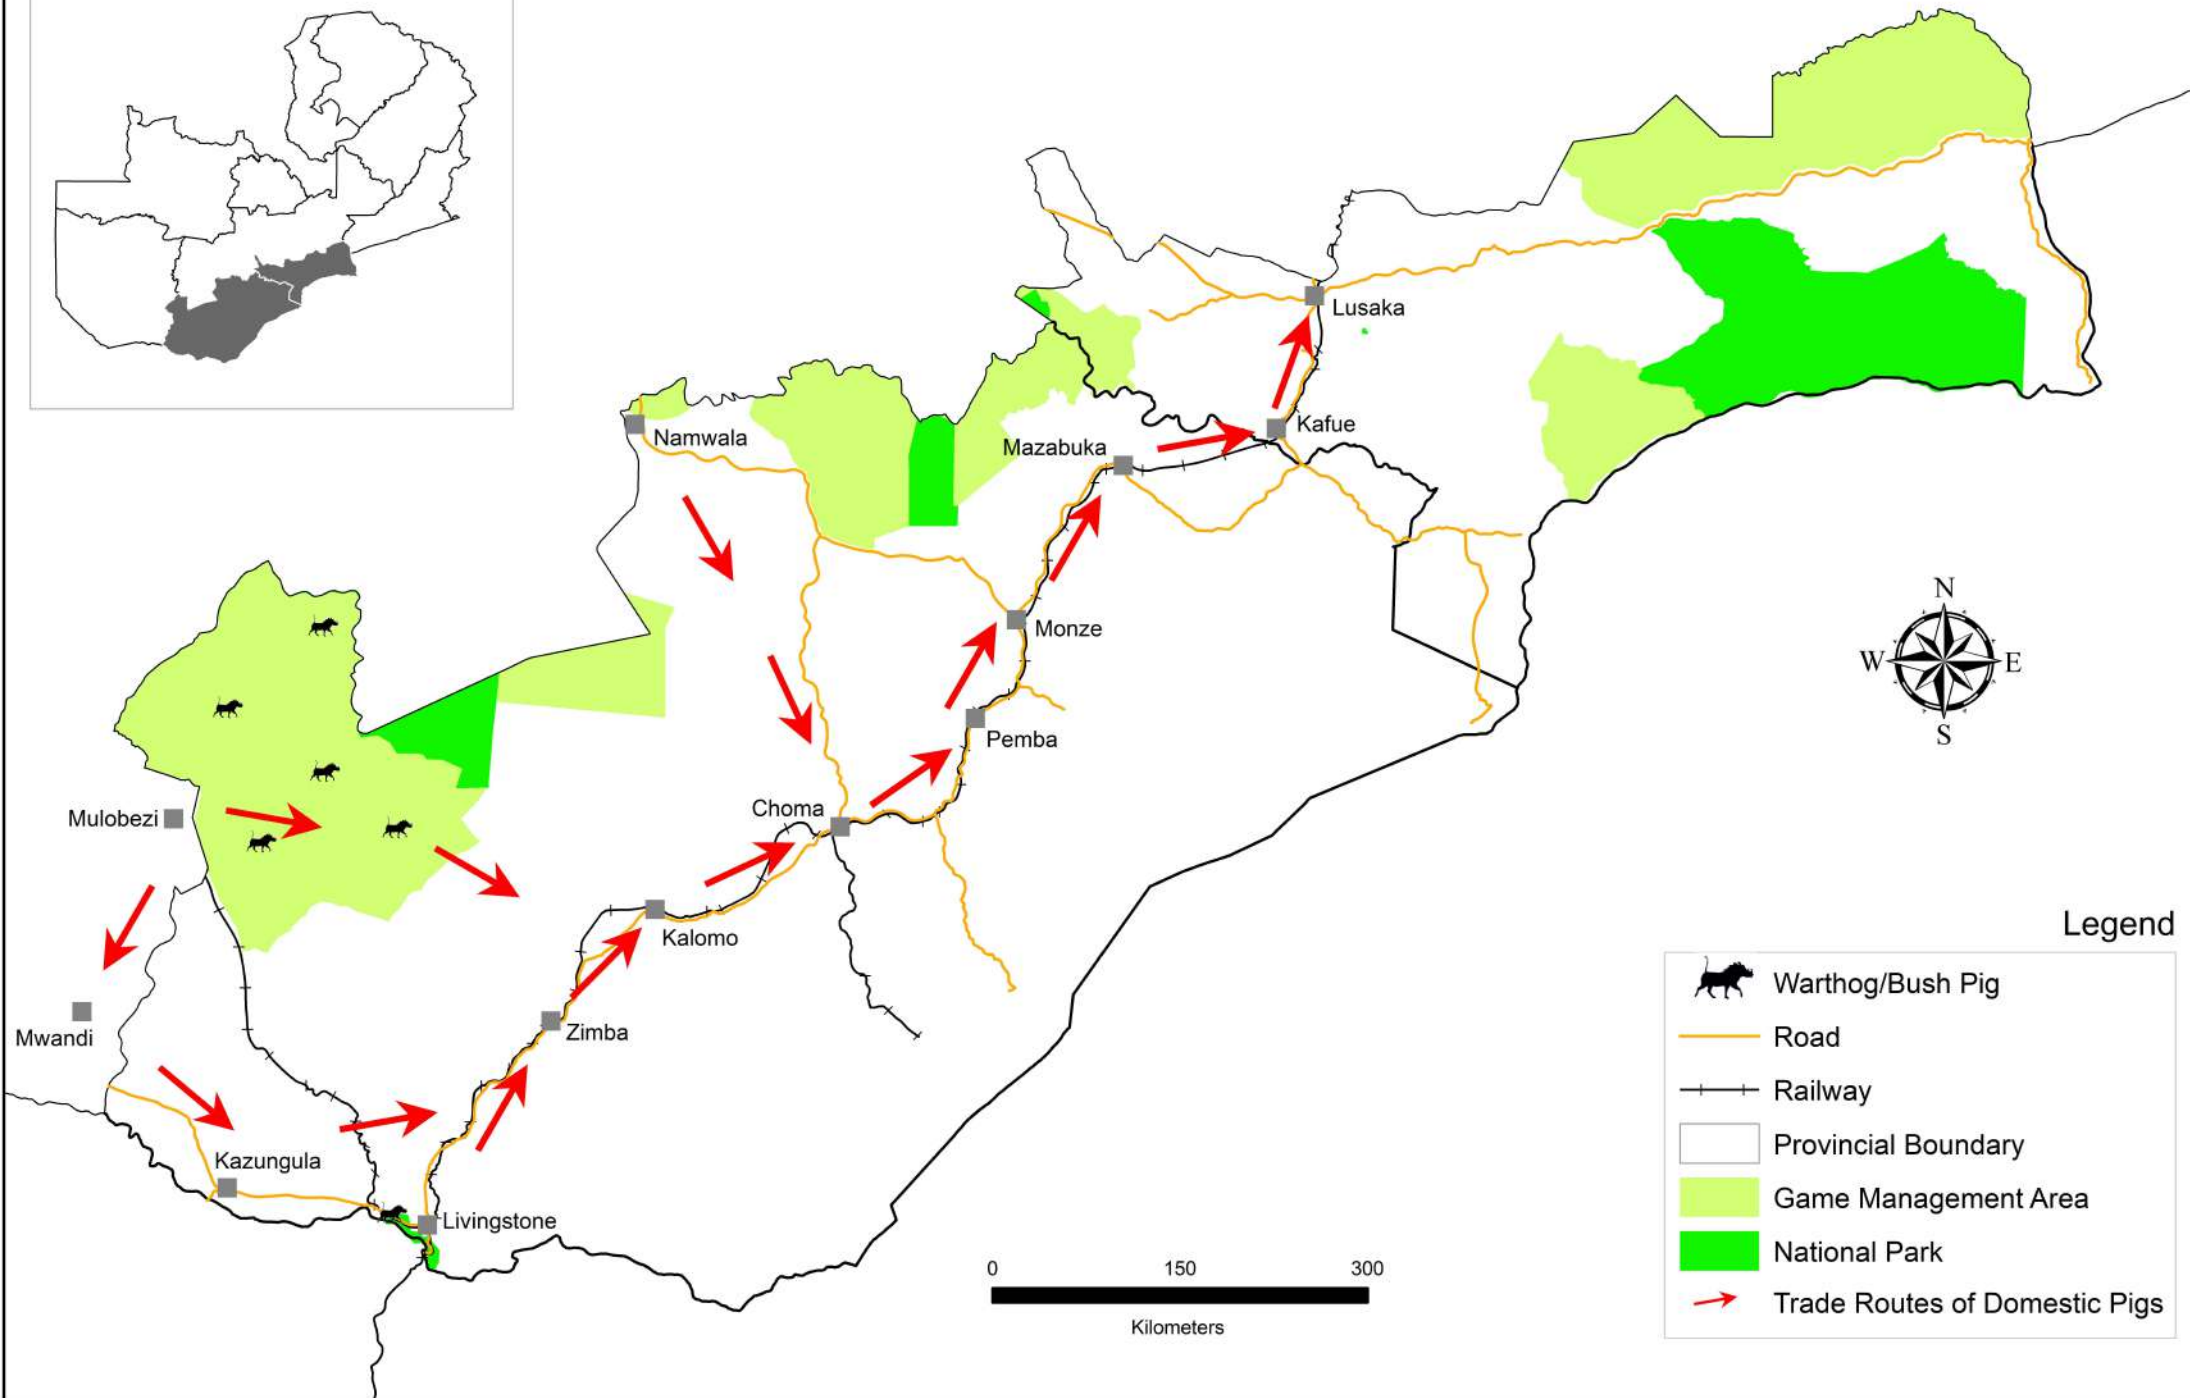 Lusaka
Namwala
Kafue
Mazabuka
N
W
E
S
Monze
Pemba
Choma
Mulobezi
Kalomo
Mwandi
Zimba
Kazungula
Livingstone
0 150 300
Kilometers
Legend
Warthog/Bush Pig
Road
Railway
Provincial Boundary
Game Management Area
National Park
Trade Routes of Domestic Pigs